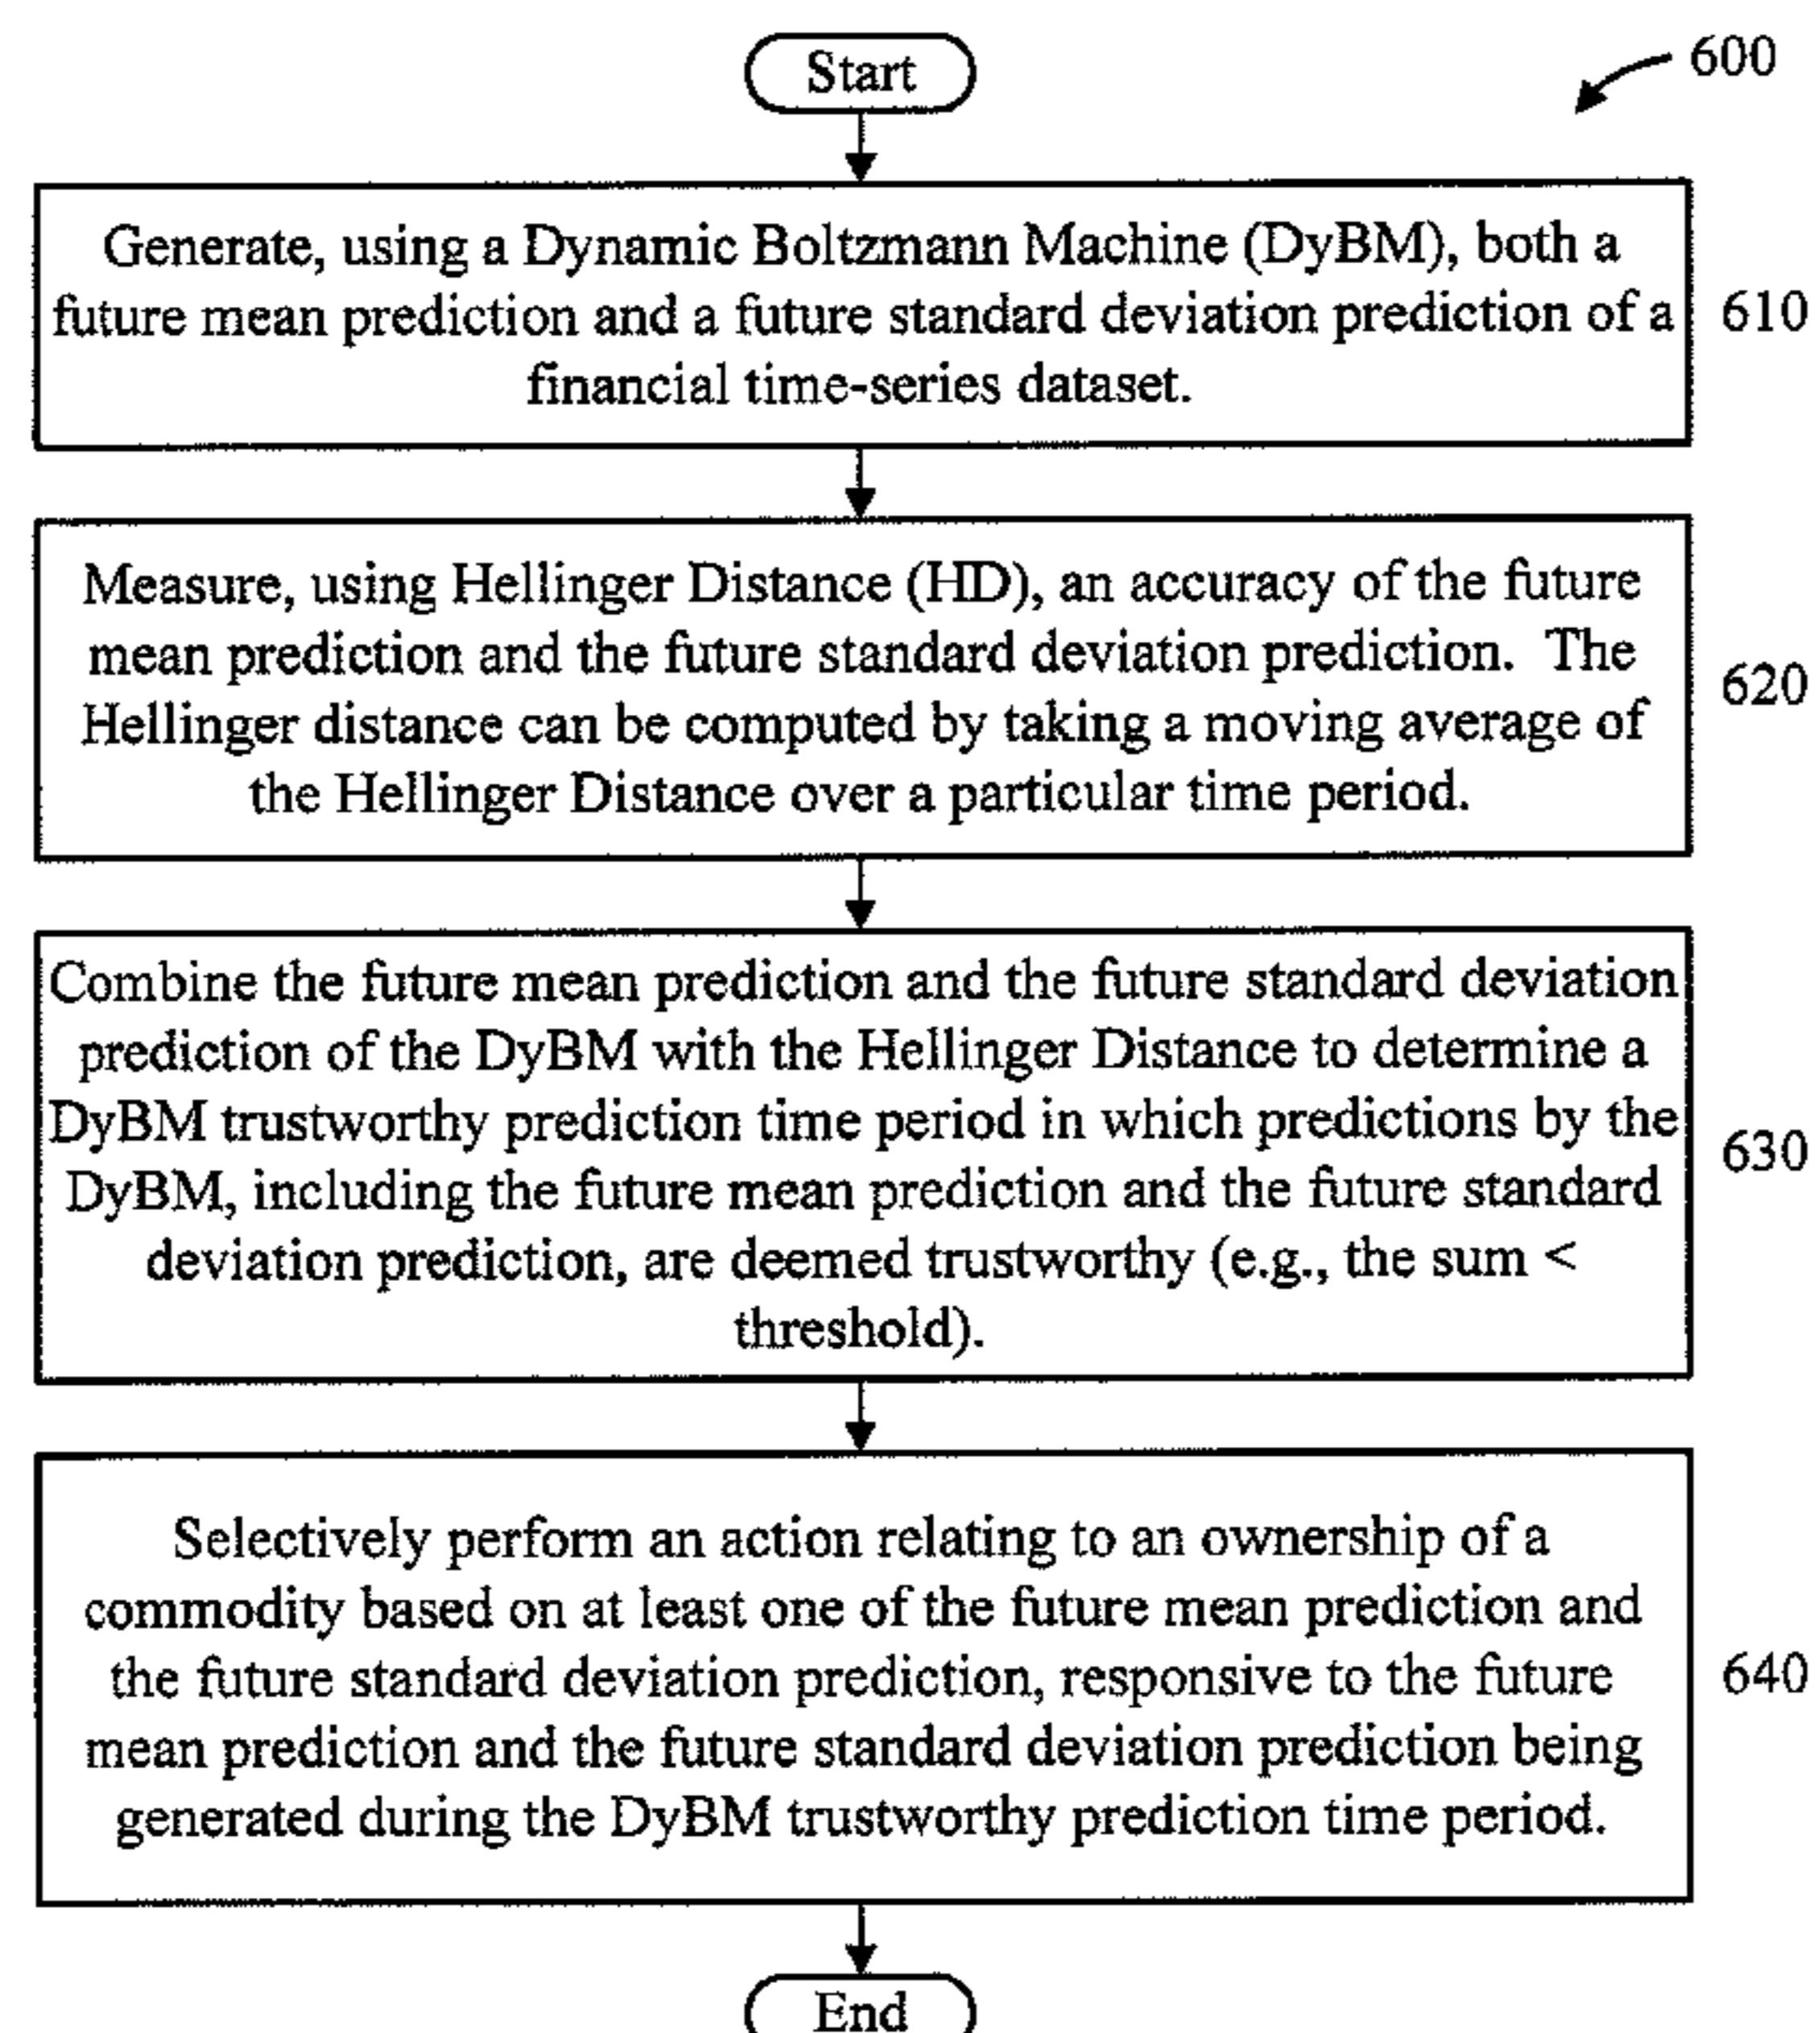 Start
600
Generate, using a Dynamic Boltzmann Machine (DyBM), both a
future mean prediction and a future standard deviation prediction of a
financial time-series dataset.
610
Measure, using Hellinger Distance (HD), an accuracy of the future
mean prediction and the future standard deviation prediction. The
Hellinger distance can be computed by taking a moving average of
the Hellinger Distance over a particular time period.
620
Combine the future mean prediction and the future standard deviation
prediction of the DyBM with the Hellinger Distance to determine a
DyBM trustworthy prediction time period in which predictions by the
DyBM, including the future mean prediction and the future standard
deviation prediction, are deemed trustworthy (e.g., the sum <
threshold).
630
Selectively perform an action relating to an ownership of a
commodity based on at least one of the future mean prediction and
the future standard deviation prediction, responsive to the future
mean prediction and the future standard deviation prediction being
generated during the DyBM trustworthy prediction time period.
640
End